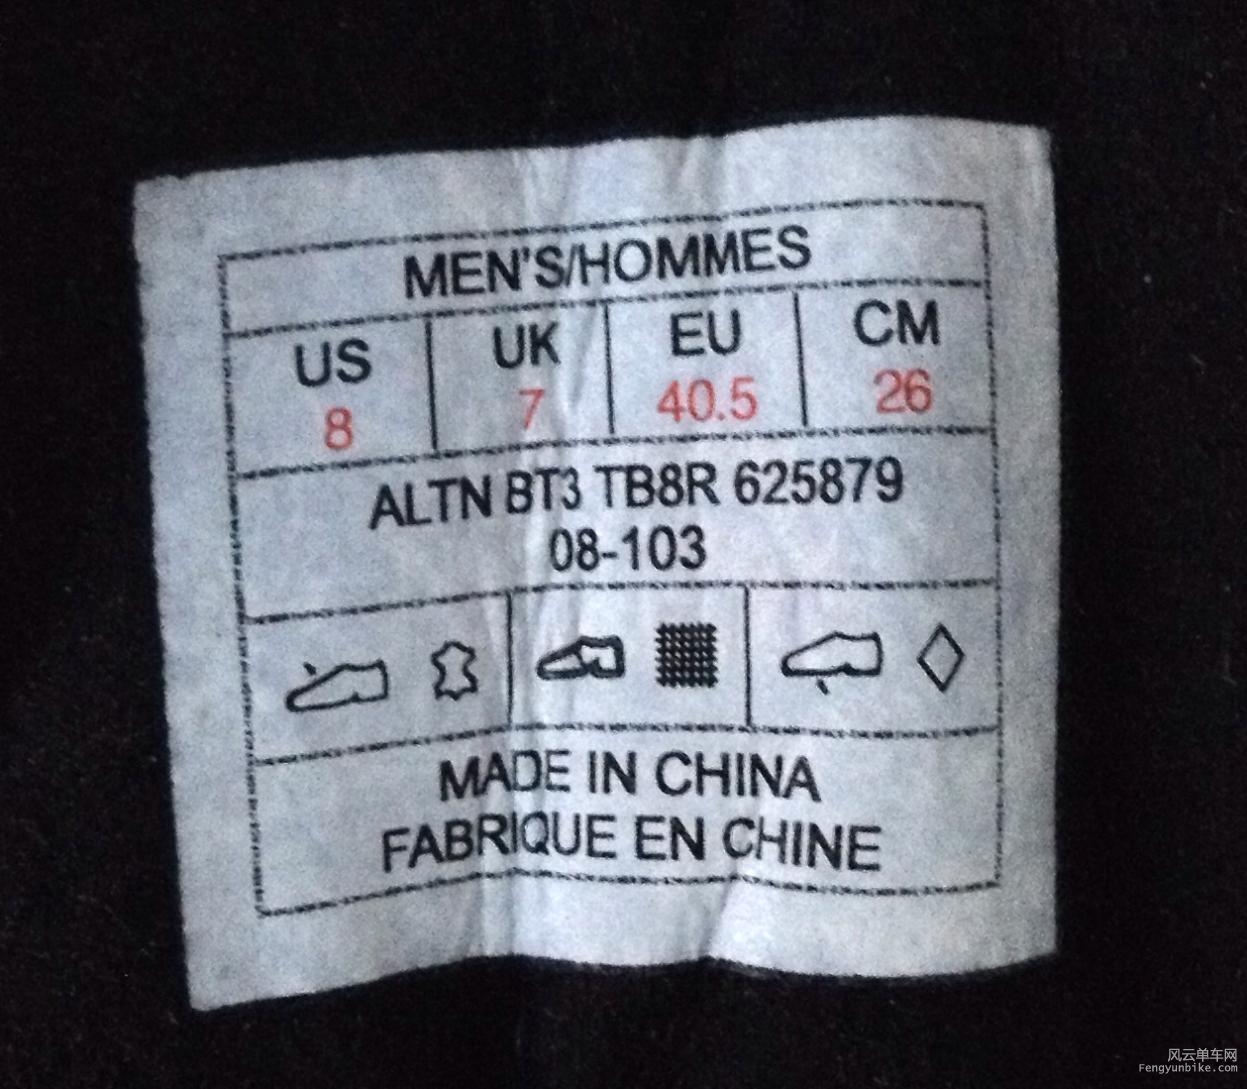 MEN'S/HOMMES
US UK EU CM
8 7 40.5 26
ALTN BT3 TB8R 625879
08-103
MADE IN CHINA
FABRIQUE EN CHINE
风云单车网
Fengyunbike.com